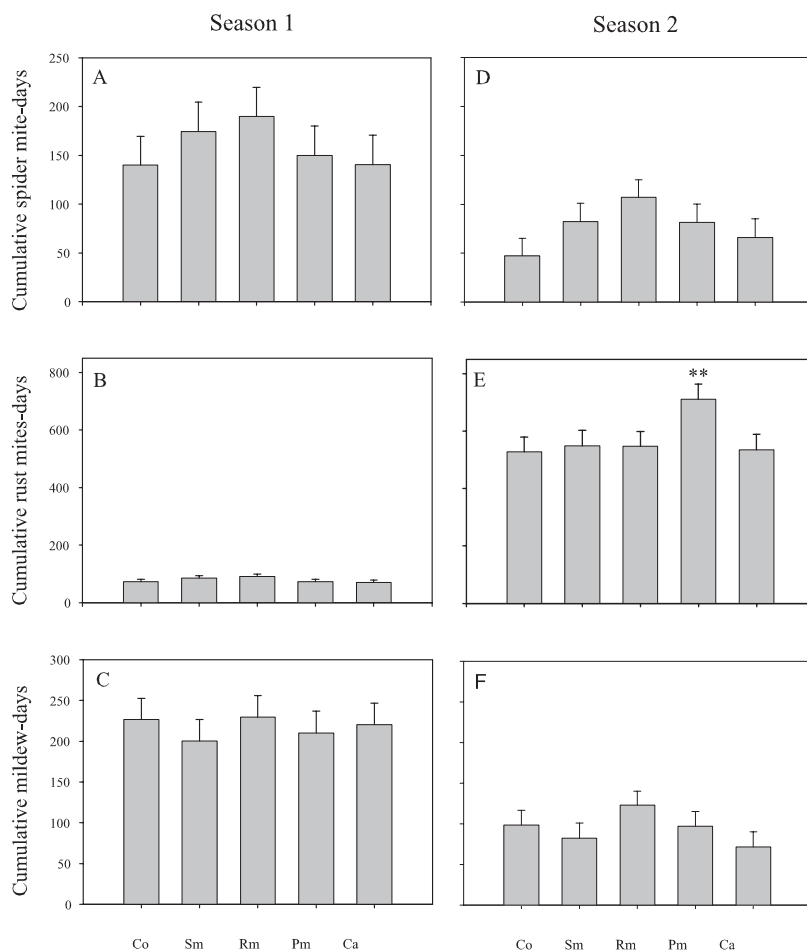 Season 1
Season 2
Cumulative spider mite-days
250
200
150
100
50
0
A
D
Cumulative rust mites-days
800
600
400
200
0
B
E
**
Cumulative mildew-days
300
250
200
150
100
50
0
C
F
Co Sm Rm Pm Ca
Co Sm Rm Pm Ca